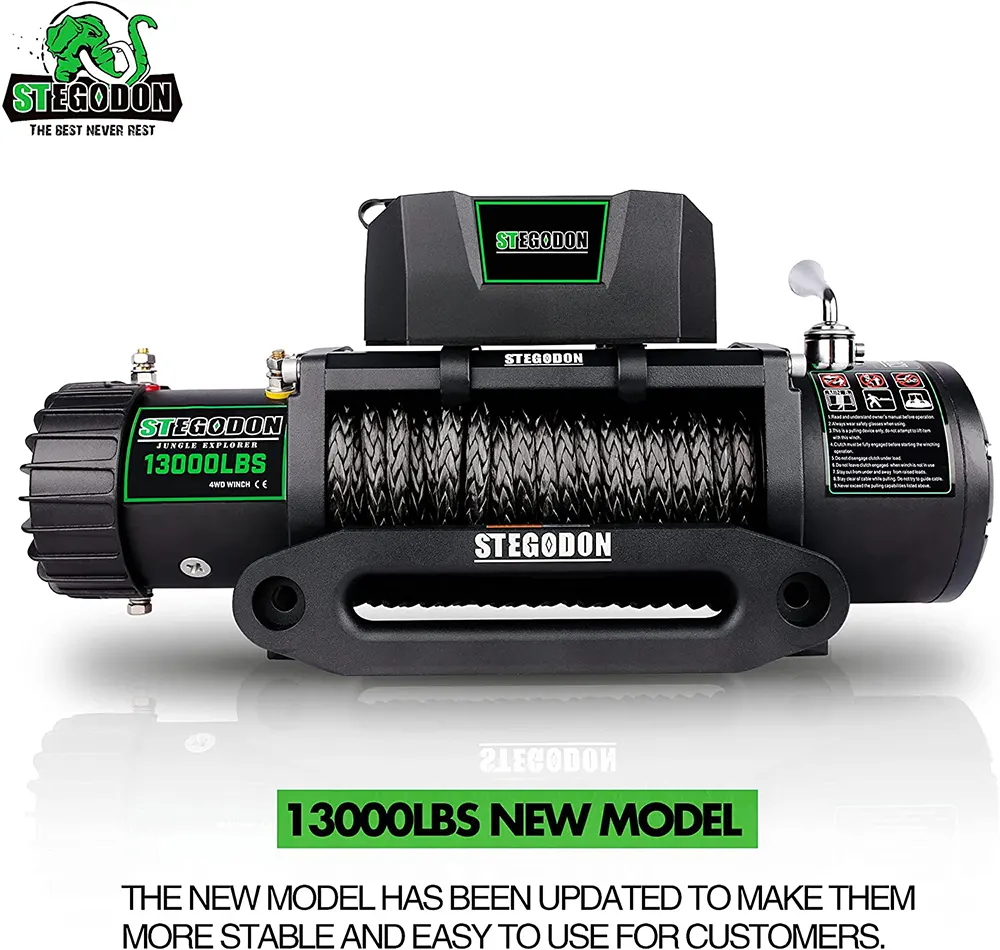 STEGODON
THE BEST NEVER REST
STEGODON
STEGODON
STEGODON
JUNGLE EXPLORER
13000LBS
4WD WINCH CE
1.Read and understand owner's manual before operation.
2.Always wear safety glasses when using.
3.This is a pulling device only, do not attempt to lift item
with this winch.
4.Clutch must be fully engaged before starting the winching
operation.
5.Do not disengage clutch under load.
6.Do not leave clutch engaged when winch is not in use
7.Stay out from under and away from raised loads.
8.Stay clear of cable while pulling. Do not try to guide cable.
9.Never exceed the pulling capabilities listed above.
STEGODON
13000LBS NEW MODEL
THE NEW MODEL HAS BEEN UPDATED TO MAKE THEM
MORE STABLE AND EASY TO USE FOR CUSTOMERS.